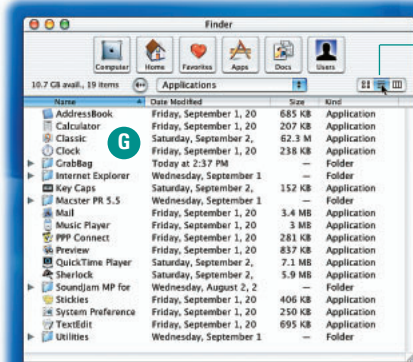 Finder
Computer Home Favorites Apps Docs Users
10.7 GB avail., 19 items Applications
Name Date Modified Size Kind
AddressBook Friday, September 1, 20 685 KB Application
Calculator Friday, September 1, 20 207 KB Application
Classic Saturday, September 2, 62.3 M Application
Clock Friday, September 1, 20 238 KB Application
G
GrabBag Today at 2:37 PM — Folder
Internet Explorer Wednesday, September 1 — Folder
Key Caps Saturday, September 2, 152 KB Application
Macster PR 5.5 Wednesday, September 1 — Folder
Mail Friday, September 1, 20 3.4 MB Application
Music Player Friday, September 1, 20 3 MB Application
PPP Connect Friday, September 1, 20 281 KB Application
Preview Friday, September 1, 20 837 KB Application
QuickTime Player Saturday, September 2, 7.1 MB Application
Sherlock Saturday, September 2, 5.9 MB Application
SoundJam MP for Wednesday, August 2, 2 — Folder
Stickies Friday, September 1, 20 406 KB Application
System Preference Friday, September 1, 20 250 KB Application
TextEdit Friday, September 1, 20 695 KB Application
Utilities Wednesday, September 1 — Folder